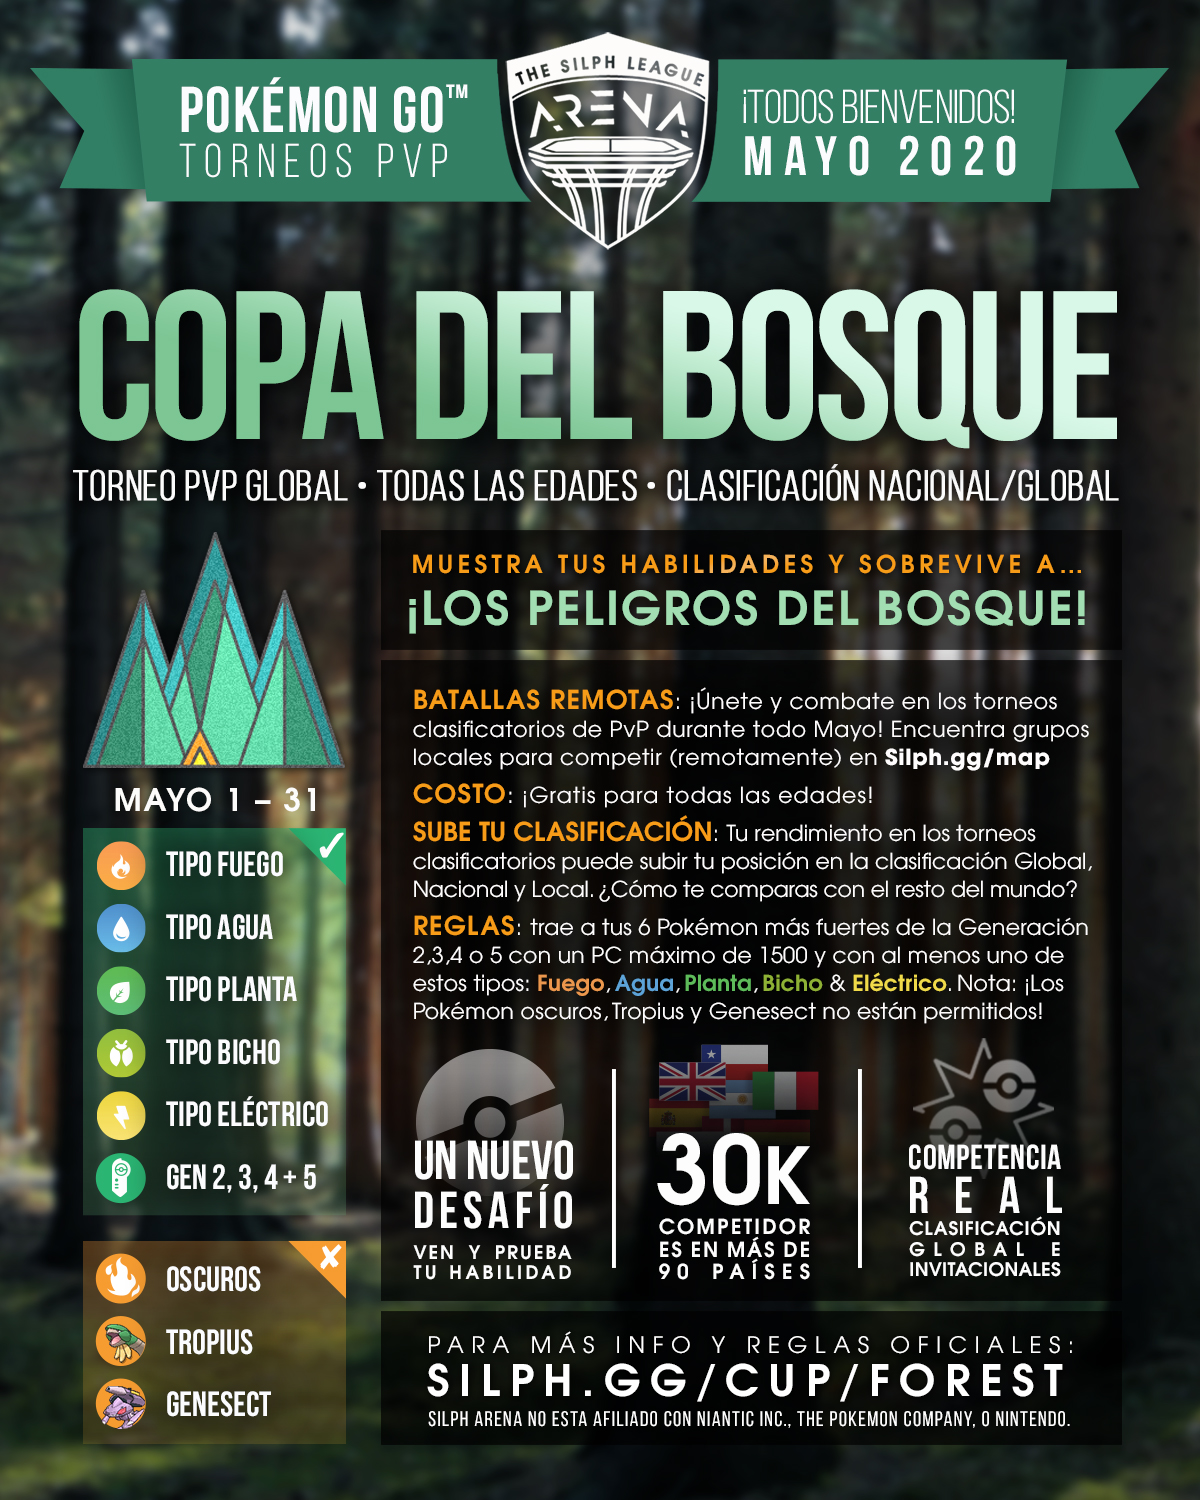 POKÉMON GO™
TORNEOS PVP
THE SILPH LEAGUE
ARENA
¡TODOS BIENVENIDOS!
MAYO 2020
COPA DEL BOSQUE
TORNEO PVP GLOBAL • TODAS LAS EDADES • CLASIFICACIÓN NACIONAL/GLOBAL
MAYO 1 – 31
TIPO FUEGO
TIPO AGUA
TIPO PLANTA
TIPO BICHO
TIPO ELÉCTRICO
GEN 2, 3, 4 + 5
OSCUROS
TROPIUS
GENESECT
MUESTRA TUS HABILIDADES Y SOBREVIVE A...
¡LOS PELIGROS DEL BOSQUE!
BATALLAS REMOTAS: ¡Únete y combate en los torneos
clasificatorios de PvP durante todo Mayo! Encuentra grupos
locales para competir (remotamente) en Silph.gg/map
COSTO: ¡Gratis para todas las edades!
SUBE TU CLASIFICACIÓN: Tu rendimiento en los torneos
clasificatorios puede subir tu posición en la clasificación Global,
Nacional y Local. ¿Cómo te comparas con el resto del mundo?
REGLAS: trae a tus 6 Pokémon más fuertes de la Generación
2,3,4 o 5 con un PC máximo de 1500 y con al menos uno de
estos tipos: Fuego, Agua, Planta, Bicho & Eléctrico. Nota: ¡Los
Pokémon oscuros, Tropius y Genesect no están permitidos!
UN NUEVO
DESAFÍO
VEN Y PRUEBA
TU HABILIDAD
30K
COMPETIDOR
ES EN MÁS DE
90 PAÍSES
COMPETENCIA
REAL
CLASIFICACIÓN
GLOBAL E
INVITACIONALES
PARA MÁS INFO Y REGLAS OFICIALES:
SILPH.GG/CUP/FOREST
SILPH ARENA NO ESTA AFILIADO CON NIANTIC INC., THE POKEMON COMPANY, O NINTENDO.